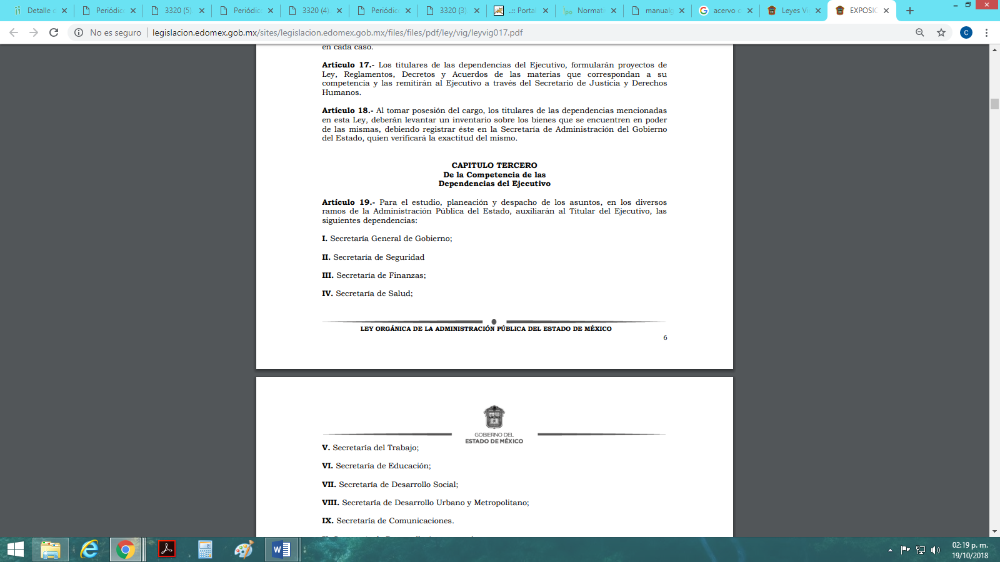 Detalle d
Periódic
3320 (5)
Periódic
3320 (4)
Periódic
3320 (3)
..:: Porta
Normati
manualg
acervo d
Leyes Vi
EXPOSIC
No es seguro
legislacion.edomex.gob.mx/sites/legislacion.edomex.gob.mx/files/files/pdf/ley/vig/leyvig017.pdf
C
en cada caso.
Artículo 17.- Los titulares de las dependencias del Ejecutivo, formularán proyectos de
Ley, Reglamentos, Decretos y Acuerdos de las materias que correspondan a su
competencia y las remitirán al Ejecutivo a través del Secretario de Justicia y Derechos
Humanos.
Artículo 18.- Al tomar posesión del cargo, los titulares de las dependencias mencionadas
en esta Ley, deberán levantar un inventario sobre los bienes que se encuentren en poder
de las mismas, debiendo registrar éste en la Secretaría de Administración del Gobierno
del Estado, quien verificará la exactitud del mismo.
CAPITULO TERCERO
De la Competencia de las
Dependencias del Ejecutivo
Artículo 19.- Para el estudio, planeación y despacho de los asuntos, en los diversos
ramos de la Administración Pública del Estado, auxiliarán al Titular del Ejecutivo, las
siguientes dependencias:
I. Secretaría General de Gobierno;
II. Secretaría de Seguridad
III. Secretaría de Finanzas;
IV. Secretaría de Salud;
LEY ORGÁNICA DE LA ADMINISTRACIÓN PÚBLICA DEL ESTADO DE MÉXICO
6
GOBIERNO DEL
ESTADO DE MÉXICO
V. Secretaría del Trabajo;
VI. Secretaría de Educación;
VII. Secretaría de Desarrollo Social;
VIII. Secretaría de Desarrollo Urbano y Metropolitano;
IX. Secretaría de Comunicaciones.
02:19 p. m.
19/10/2018